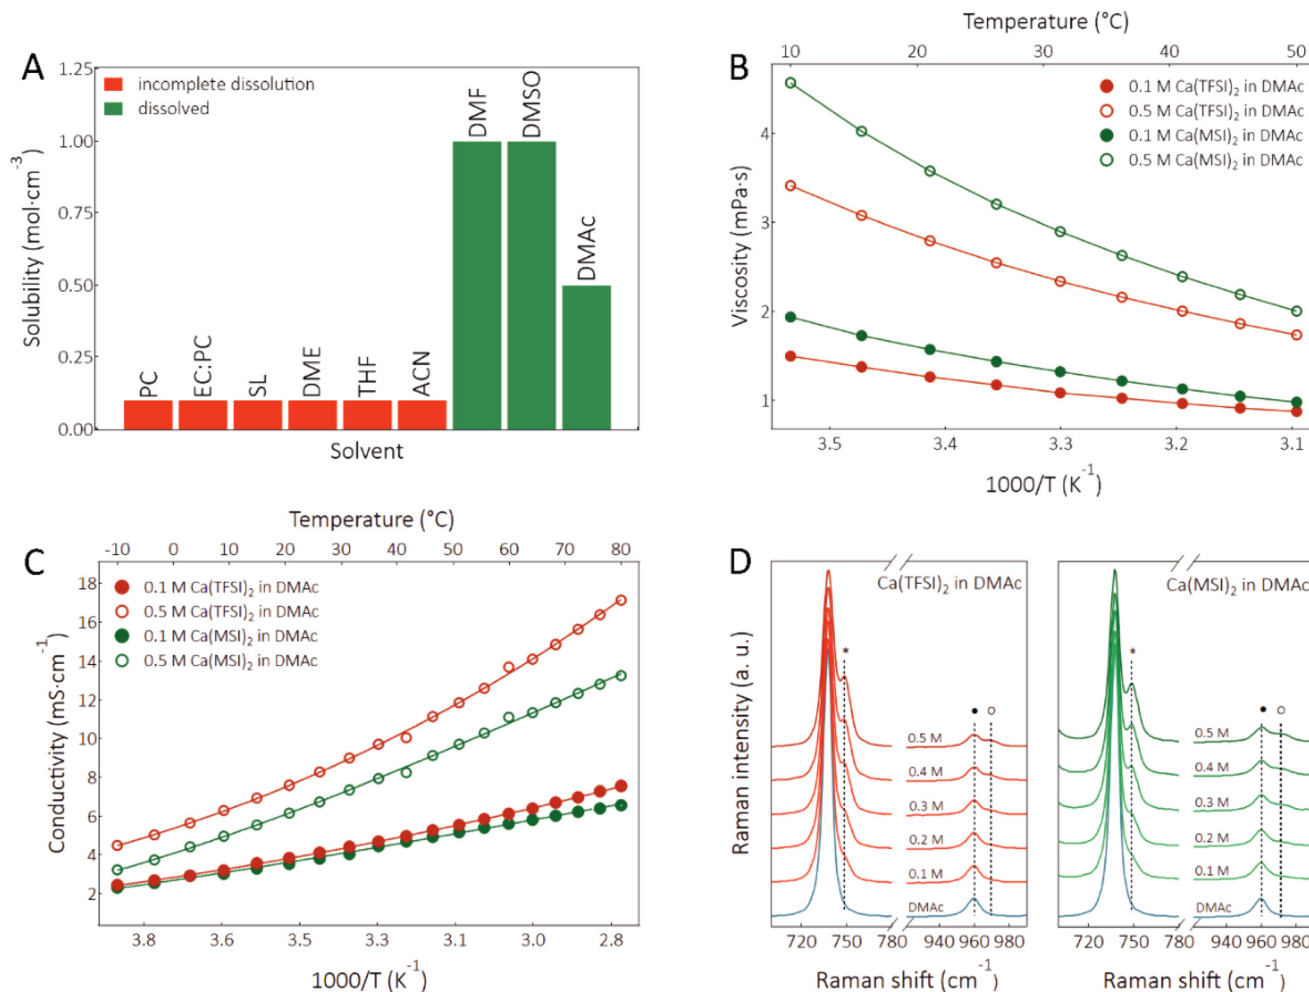 A
1.25
1.00
0.75
0.50
0.25
0.00
Solubility (mol·cm⁻³)
incomplete dissolution
dissolved
PC
EC:PC
SL
DME
THF
ACN
DMF
DMSO
DMAc
Solvent
B
Temperature (°C)
10 20 30 40 50
0.1 M Ca(TFSI)₂ in DMAc
0.5 M Ca(TFSI)₂ in DMAc
0.1 M Ca(MSI)₂ in DMAc
0.5 M Ca(MSI)₂ in DMAc
4
3
2
1
Viscosity (mPa·s)
3.5 3.4 3.3 3.2 3.1
1000/T (K⁻¹)
C
Temperature (°C)
-10 0 10 20 30 40 50 60 70 80
0.1 M Ca(TFSI)₂ in DMAc
0.5 M Ca(TFSI)₂ in DMAc
0.1 M Ca(MSI)₂ in DMAc
0.5 M Ca(MSI)₂ in DMAc
18
16
14
12
10
8
6
4
2
Conductivity (mS·cm⁻¹)
3.8 3.6 3.5 3.3 3.1 3.0 2.8
1000/T (K⁻¹)
D
Raman intensity (a. u.)
Ca(TFSI)₂ in DMAc
*
0.5 M
0.4 M
0.3 M
0.2 M
0.1 M
DMAc
720 750 780 940 960 980
Raman shift (cm⁻¹)
Ca(MSI)₂ in DMAc
*
0.5 M
0.4 M
0.3 M
0.2 M
0.1 M
DMAc
720 750 780 940 960 980
Raman shift (cm⁻¹)